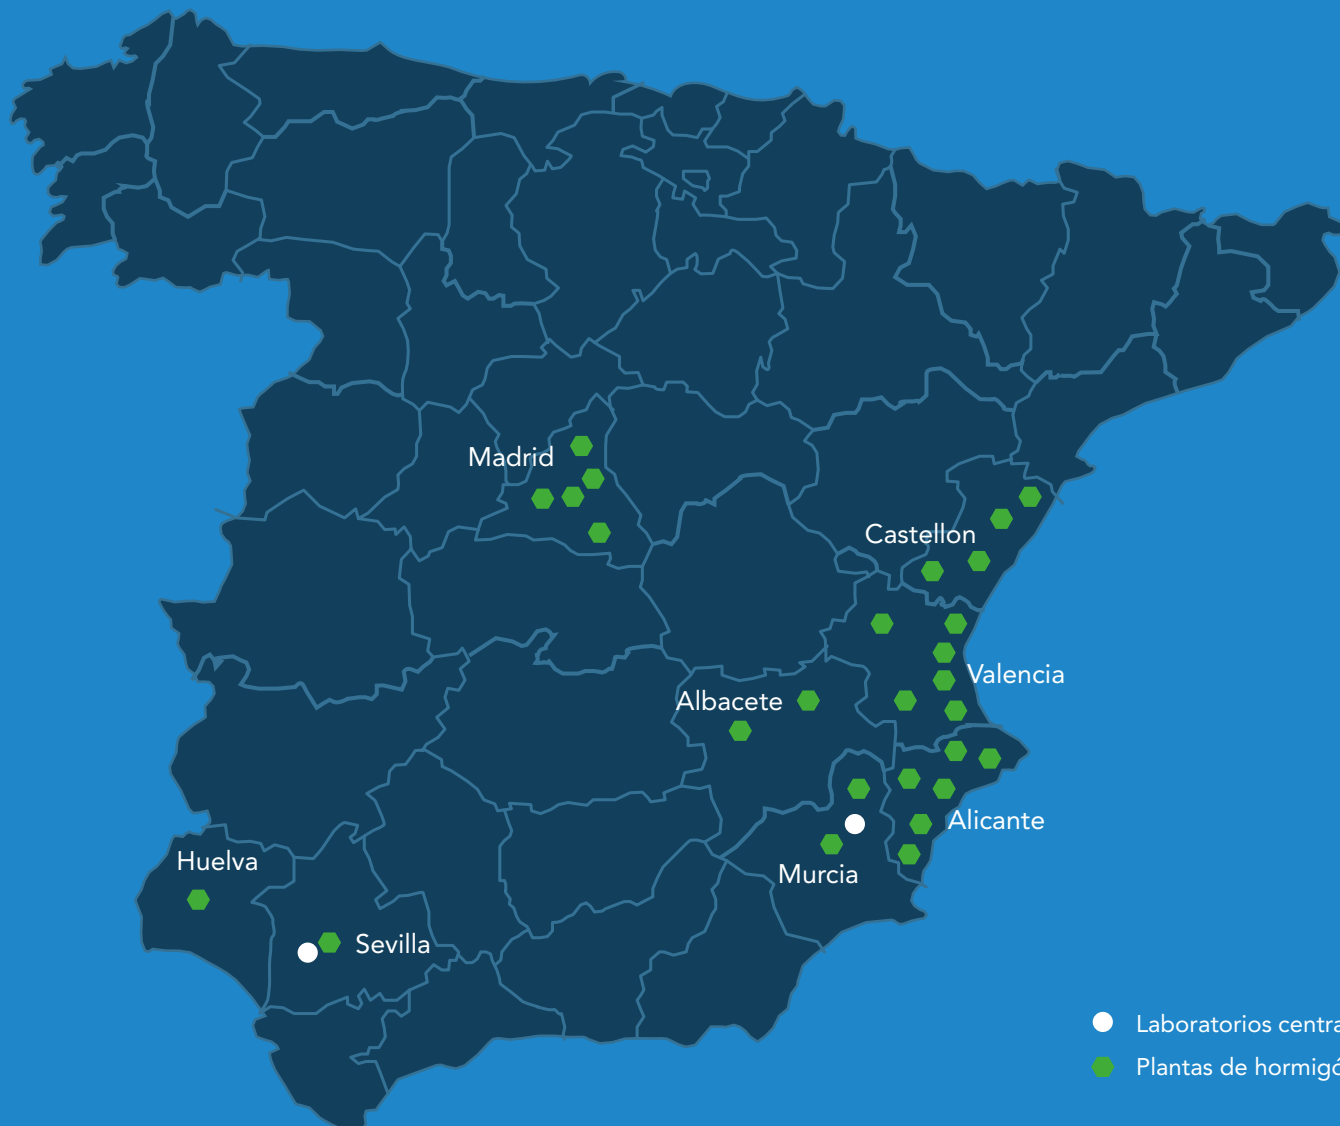 Madrid
Castellon
Valencia
Albacete
Alicante
Huelva
Murcia
Sevilla
Laboratorios centra
Plantas de hormigó